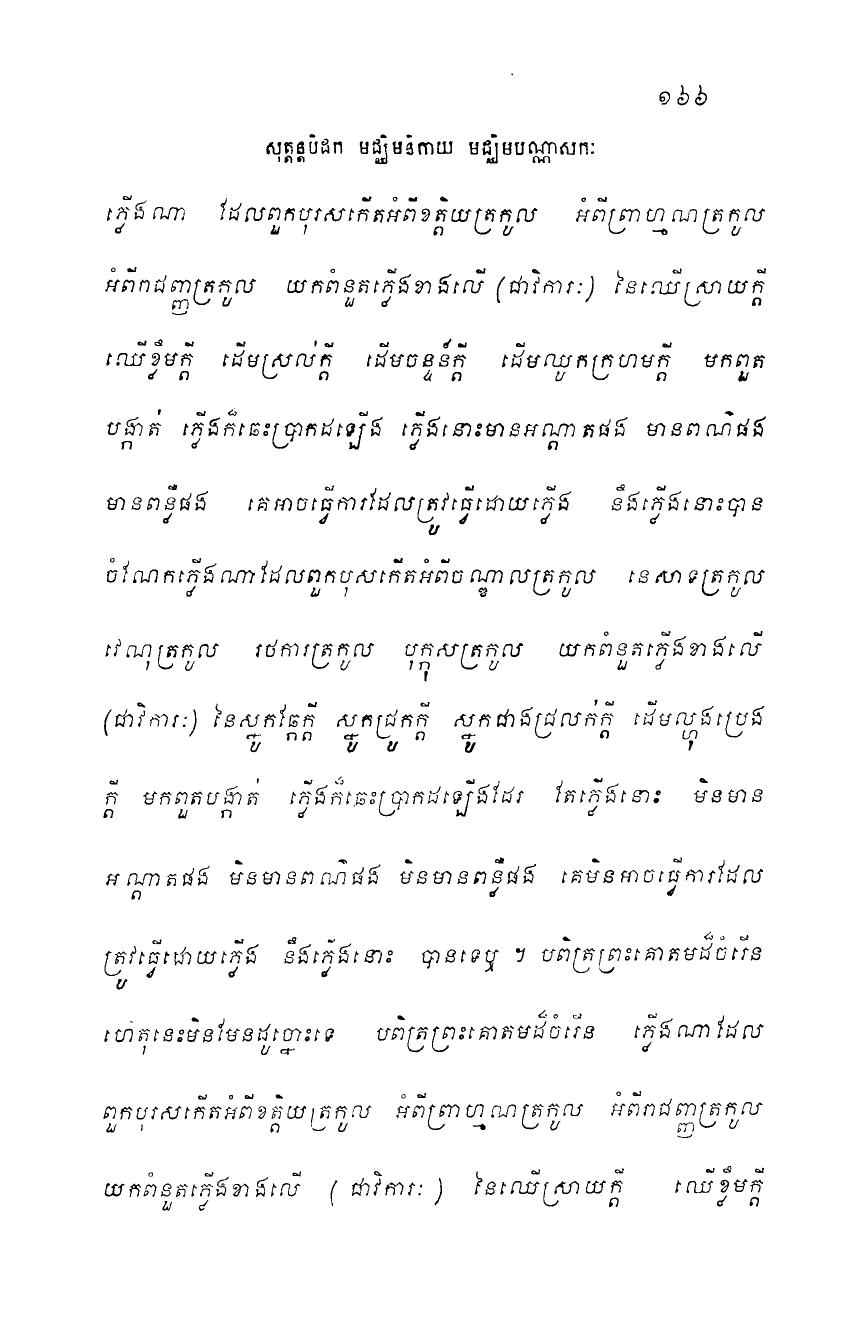 ១៦៦
សុត្តន្តបិដក មជ្ឈិមនិកាយ មជ្ឈិមបណ្ណាសកៈ
ភ្លើងណា ដែលពួកបុរសកើតអំពីខត្តិយត្រកូល អំពីព្រាហ្មណត្រកូល
អំពីរាជញ្ញត្រកូល យកពំនួតភ្លើងខាងលើ (ជាវិការៈ) នៃឈើស្រាយក្តី
ឈើខ្លឹមក្តី ដើមស្រល់ក្តី ដើមចន្ទន៍ក្តី ដើមឈូកក្រហមក្តី មកពួត
បង្កាត់ ភ្លើងក៏ឆេះប្រាកដឡើង ភ្លើងនោះមានអណ្តាតផង មានពណ៌ផង
មានពន្លឺផង គេអាចធ្វើការដែលត្រូវធ្វើដោយភ្លើង នឹងភ្លើងនោះបាន
ចំណែកភ្លើងណាដែលពួកបុសកើតអំពីចណ្ឌាលត្រកូល នេសាទត្រកូល
វេណុត្រកូល រថការត្រកូល បុក្កុសត្រកូល យកពំនួតភ្លើងខាងលើ
(ជាវិការៈ) នៃស្នូកឆ្កែក្តី ស្នូកជ្រូកក្តី ស្នូកជាងជ្រលក់ក្តី ដើមល្ហុងប្រេង
ក្តី មកពួតបង្កាត់ ភ្លើងក៏ឆេះប្រាកដឡើងដែរ តែភ្លើងនោះ មិនមាន
អណ្តាតផង មិនមានពណ៌ផង មិនមានពន្លឺផង គេមិនអាចធ្វើការដែល
ត្រូវធ្វើដោយភ្លើង នឹងភ្លើងនោះ បានទេឬ ។ បពិត្រព្រះគោតមដ៏ចំរើន
ហេតុនេះមិនមែនដូច្នោះទេ បពិត្រព្រះគោតមដ៏ចំរើន ភ្លើងណាដែល
ពួកបុរសកើតអំពីខត្តិយត្រកូល អំពីព្រាហ្មណត្រកូល អំពីរាជញ្ញត្រកូល
យកពំនួតភ្លើងខាងលើ ( ជាវិការៈ ) នៃឈើស្រាយក្តី ឈើខ្លឹមក្តី